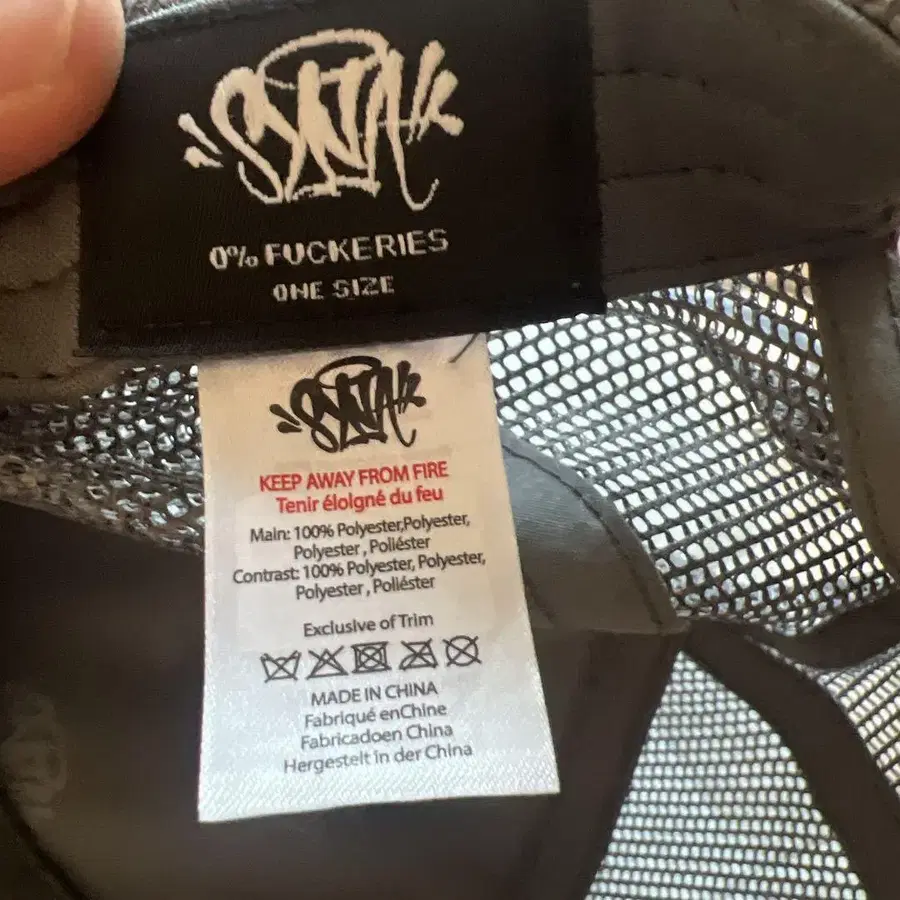 SYNA
0% FUCKERIES
ONE SIZE
SYNA
KEEP AWAY FROM FIRE
Tenir éloigné du feu
Main: 100% Polyester,Polyester,
Polyester , Poliéster
Contrast: 100% Polyester, Polyester,
Polyester , Poliéster
Exclusive of Trim
MADE IN CHINA
Fabriqué enChine
Fabricadoen China
Hergestelt in der China